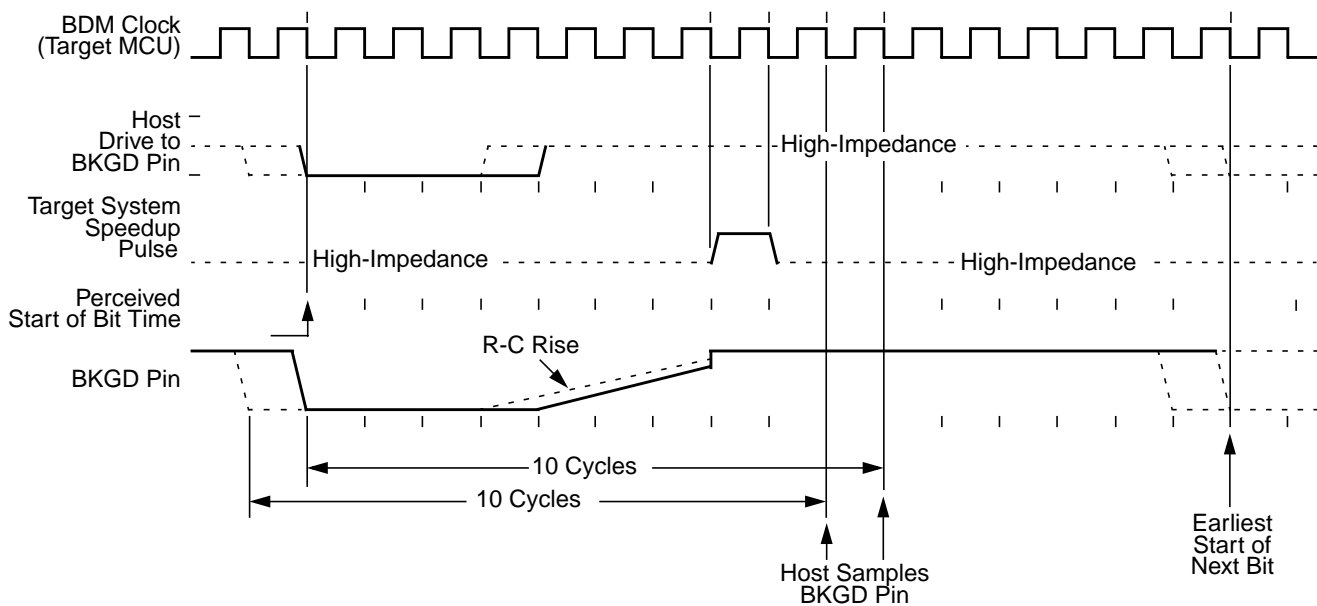 BDM Clock
(Target MCU)
Host
Drive to
BKGD Pin
High-Impedance
Target System
Speedup
Pulse
High-Impedance
High-Impedance
Perceived
Start of Bit Time
R-C Rise
BKGD Pin
10 Cycles
10 Cycles
Host Samples
BKGD Pin
Earliest
Start of
Next Bit